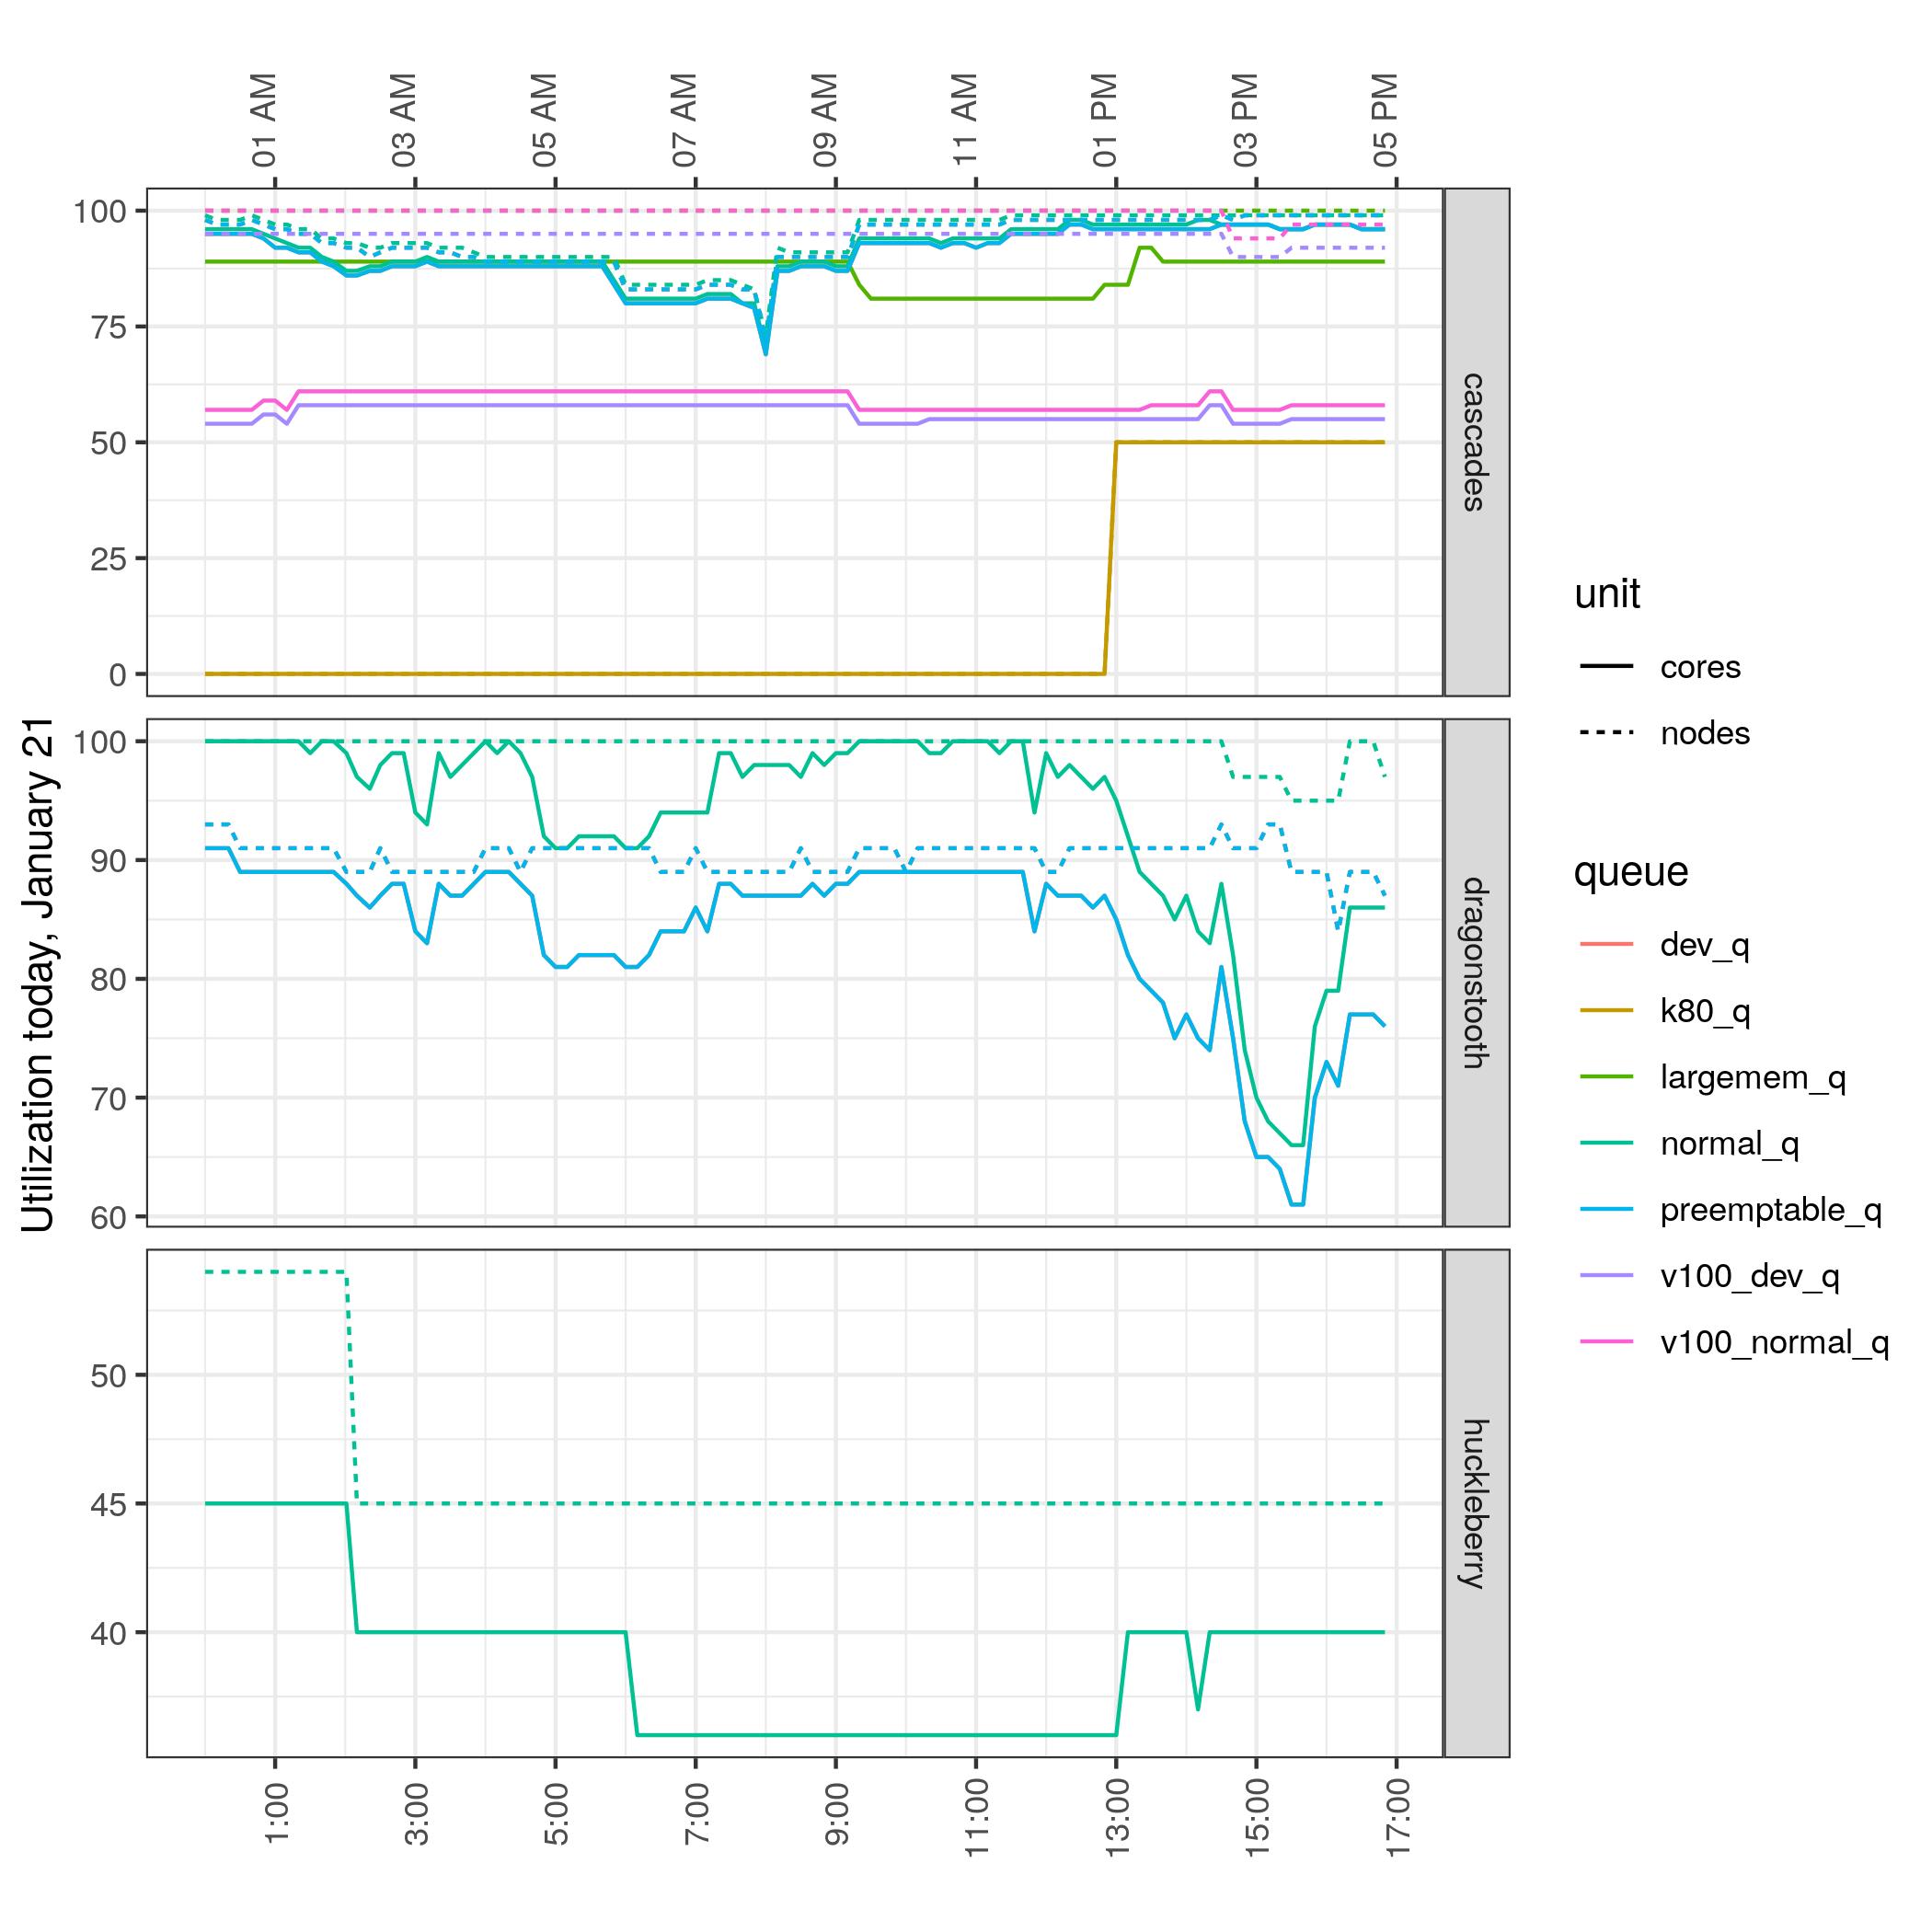 01 AM
03 AM
05 AM
07 AM
09 AM
11 AM
01 PM
03 PM
05 PM
Utilization today, January 21
100
75
50
25
0
cascades
100
90
80
70
60
dragonstooth
50
45
40
huckleberry
1:00
3:00
5:00
7:00
9:00
11:00
13:00
15:00
17:00
unit
cores
nodes
queue
dev_q
k80_q
largemem_q
normal_q
preemptable_q
v100_dev_q
v100_normal_q